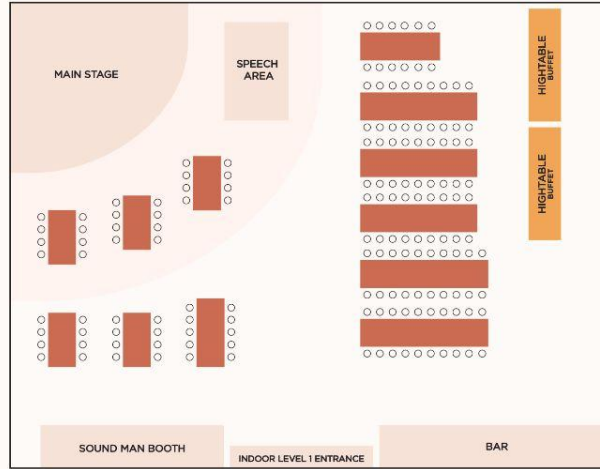 MAIN STAGE
SPEECH
AREA
HIGHTABLE
BUFFET
HIGHTABLE
BUFFET
SOUND MAN BOOTH
INDOOR LEVEL 1 ENTRANCE
BAR